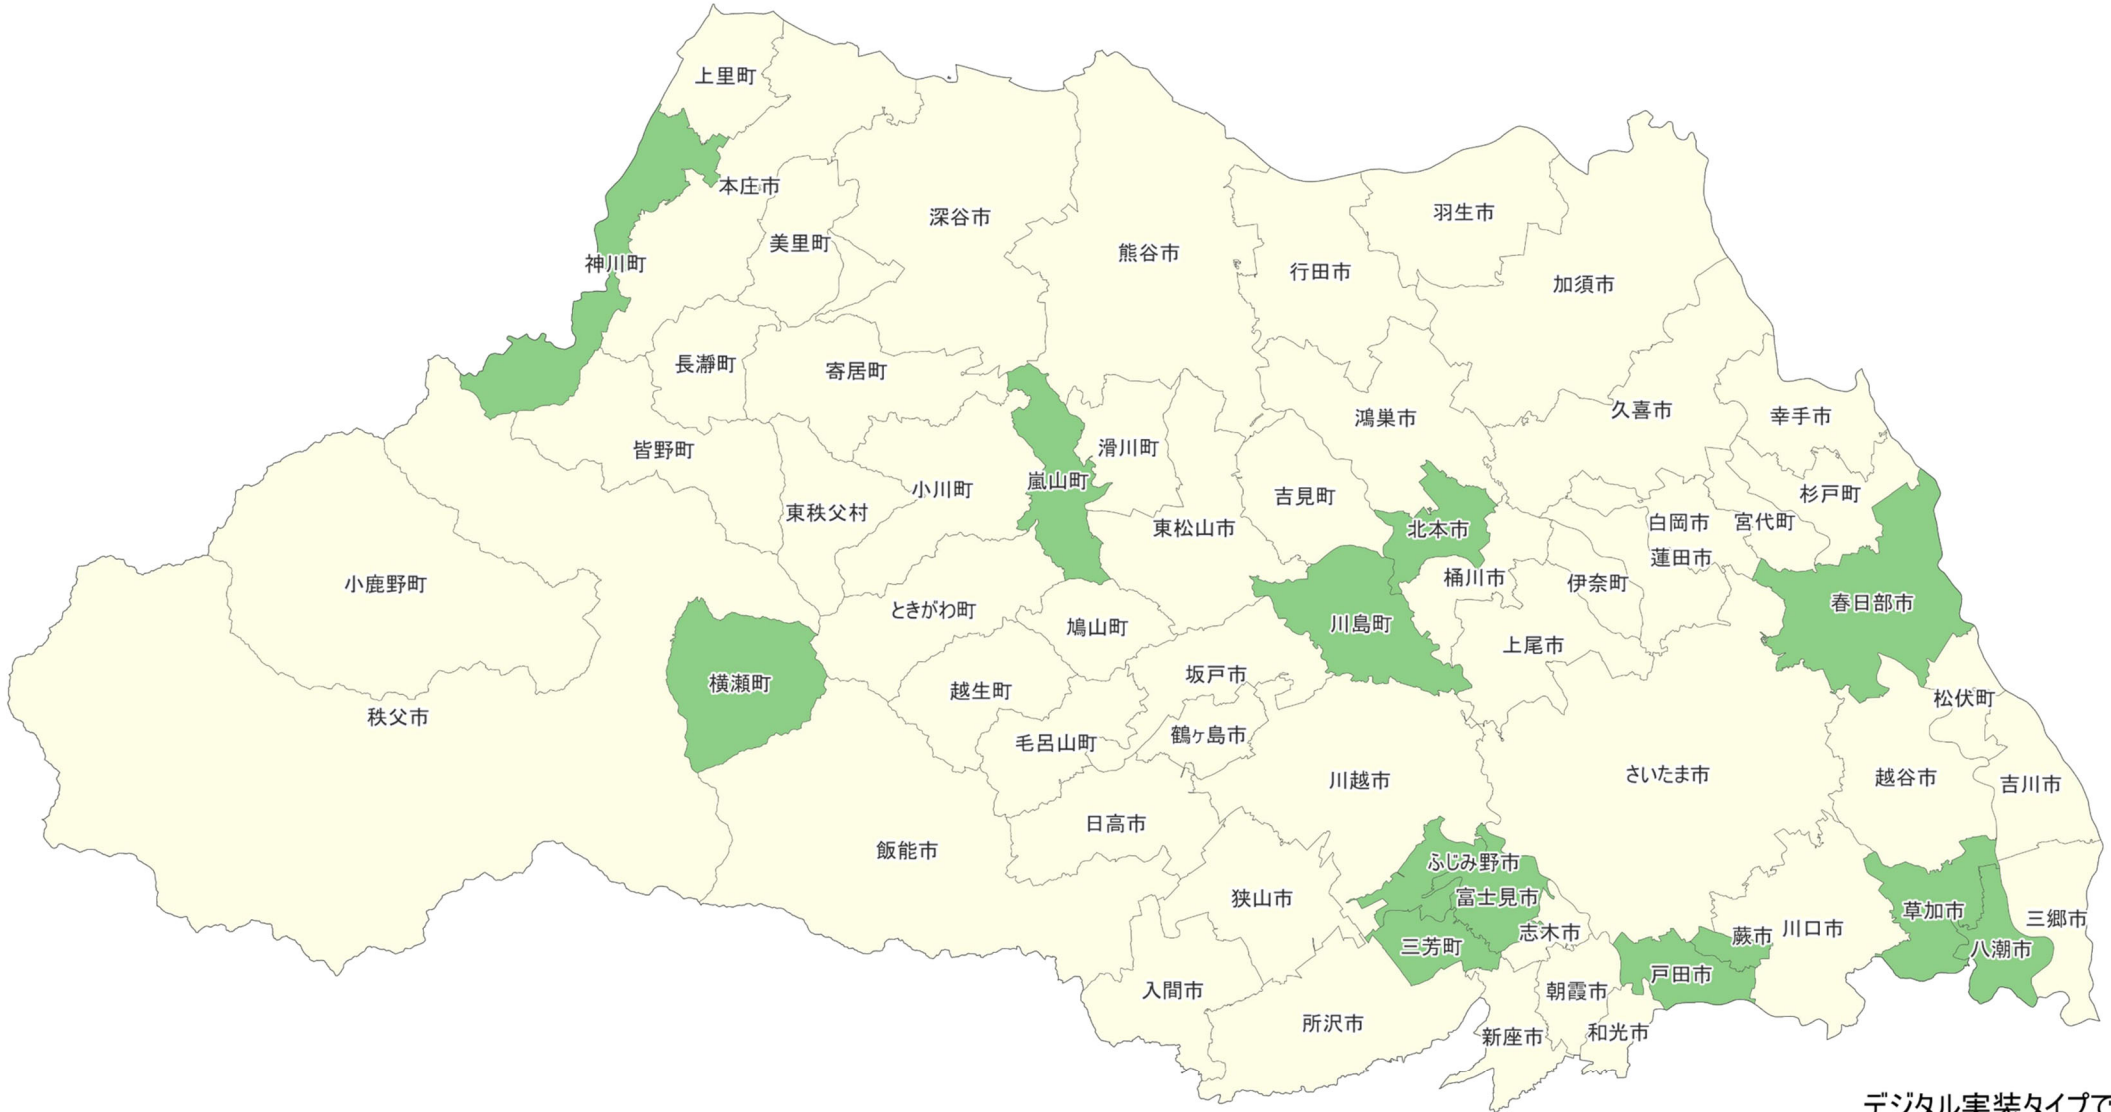 上里町
本庄市
深谷市
羽生市
美里町
熊谷市
神川町
行田市
加須市
長瀞町
寄居町
久喜市
幸手市
鴻巣市
滑川町
皆野町
嵐山町
小川町
吉見町
杉戸町
東秩父村
白岡市
宮代町
東松山市
北本市
蓮田市
桶川市
伊奈町
小鹿野町
春日部市
ときがわ町
川島町
鳩山町
上尾市
坂戸市
横瀬町
越生町
松伏町
秩父市
鶴ヶ島市
毛呂山町
さいたま市
越谷市
川越市
吉川市
日高市
飯能市
ふじみ野市
狭山市
富士見市
草加市
三郷市
川口市
志木市
蕨市
三芳町
八潮市
戸田市
入間市
朝霞市
所沢市
和光市
新座市
デジタル実装タイプで